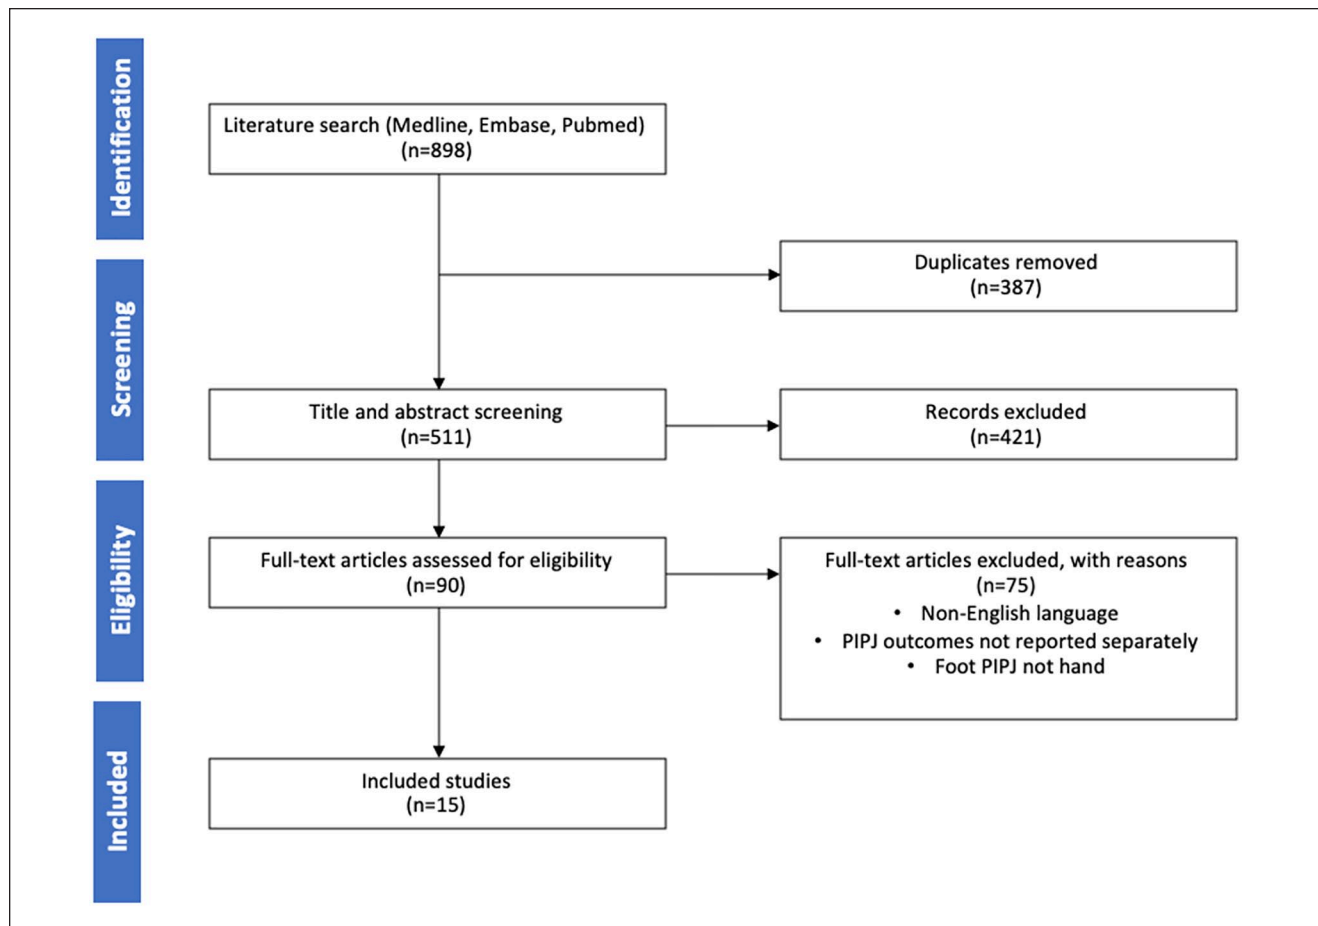 Identification
Literature search (Medline, Embase, Pubmed)
(n=898)
Duplicates removed
(n=387)
Screening
Title and abstract screening
(n=511)
Records excluded
(n=421)
Eligibility
Full-text articles assessed for eligibility
(n=90)
Full-text articles excluded, with reasons
(n=75)
• Non-English language
• PIPJ outcomes not reported separately
• Foot PIPJ not hand
Included
Included studies
(n=15)